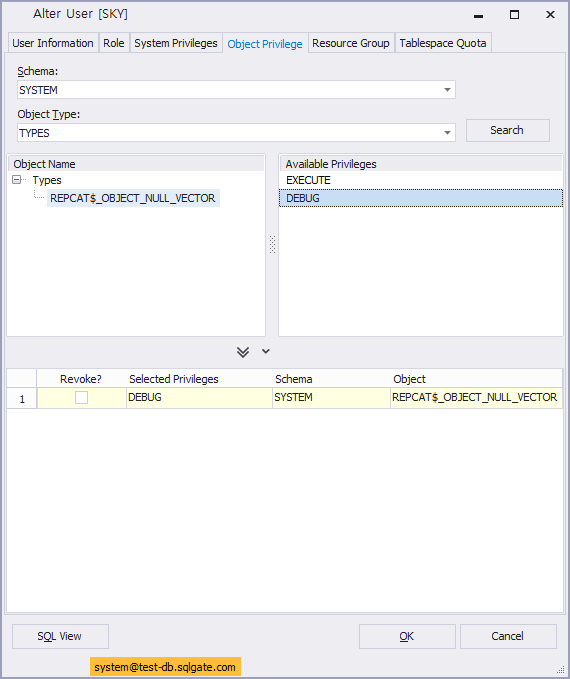 Alter User [SKY]
User Information Role System Privileges Object Privilege Resource Group Tablespace Quota
Schema:
SYSTEM
Object Type:
TYPES
Search
Object Name
Types
REPCAT$_OBJECT_NULL_VECTOR
Available Privileges
EXECUTE
DEBUG
Revoke? Selected Privileges Schema Object
1 DEBUG SYSTEM REPCAT$_OBJECT_NULL_VECTOR
SQL View OK Cancel
system@test-db.sqlgate.com